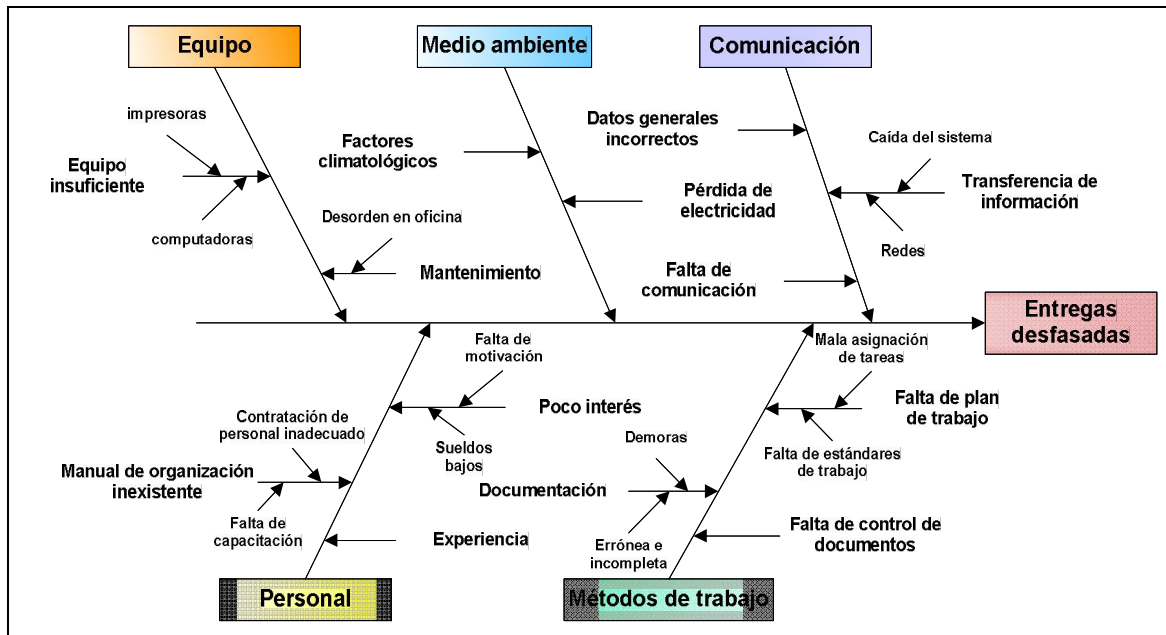 Equipo
Medio ambiente
Comunicación
impresoras
Equipo
insuficiente
computadoras
Desorden en oficina
Mantenimiento
Factores
climatológicos
Pérdida de
electricidad
Datos generales
incorrectos
Caída del sistema
Transferencia de
información
Redes
Falta de
comunicación
Entregas
desfasadas
Falta de
motivación
Poco interés
Sueldos
bajos
Contratación de
personal inadecuado
Manual de organización
inexistente
Falta de
capacitación
Experiencia
Personal
Mala asignación
de tareas
Falta de plan
de trabajo
Falta de estándares
de trabajo
Demoras
Documentación
Errónea e
incompleta
Falta de control de
documentos
Métodos de trabajo